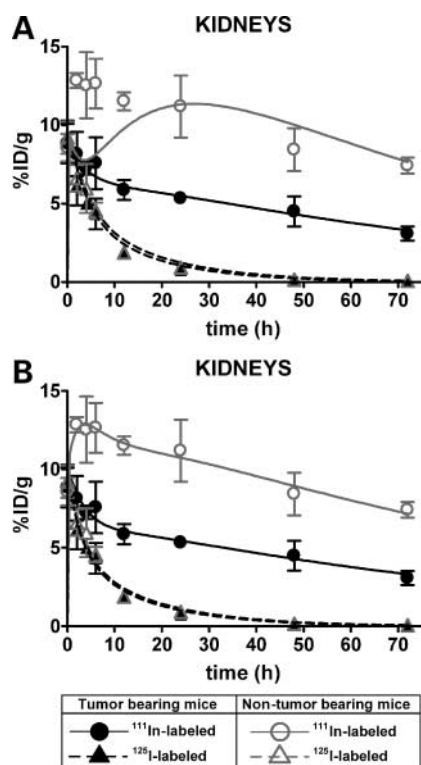 A
KIDNEYS
15
10
5
0
%ID/g
0 10 20 30 40 50 60 70
time (h)
B
KIDNEYS
15
10
5
0
%ID/g
0 10 20 30 40 50 60 70
time (h)
Tumor bearing mice Non-tumor bearing mice
¹¹¹In-labeled ¹¹¹In-labeled
¹²⁵I-labeled ¹²⁵I-labeled